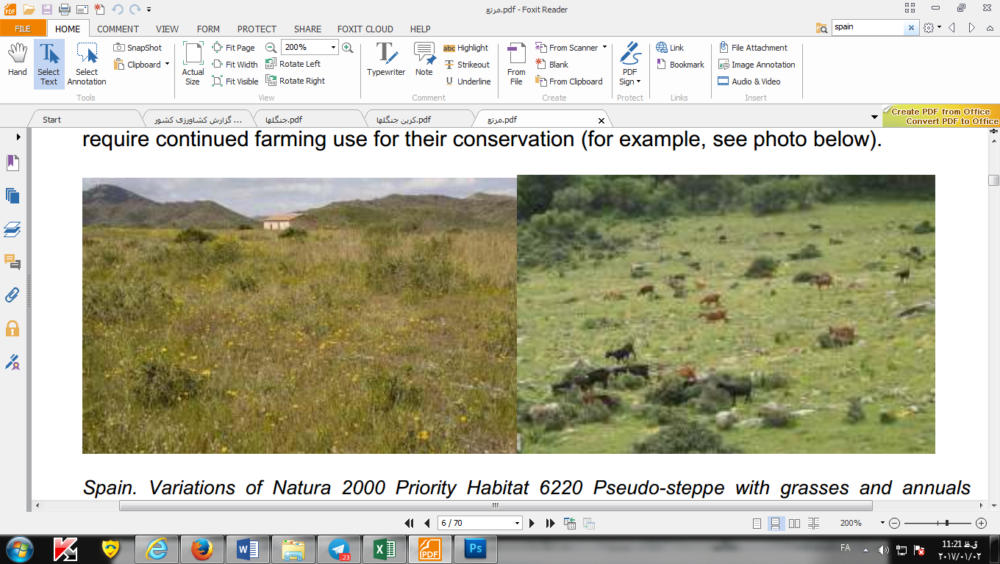 مرتع.pdf - Foxit Reader
FILE HOME COMMENT VIEW FORM PROTECT SHARE FOXIT CLOUD HELP
spain
SnapShot Fit Page 200% abc Highlight From Scanner Link File Attachment
Clipboard Fit Width Rotate Left Strikeout Blank Bookmark Image Annotation
Fit Visible Rotate Right Underline From Clipboard Audio & Video
Hand Select Text Select Annotation Actual Size Typewriter Note From File PDF Sign
Tools View Comment Create Protect Links Insert
Start
گزارش کشاورزی کشور ...
جنگلها.pdf
کربن جنگلها.pdf
مرتع.pdf
Create PDF from Office
Convert PDF to Office
require continued farming use for their conservation (for example, see photo below).
Spain. Variations of Natura 2000 Priority Habitat 6220 Pseudo-steppe with grasses and annuals
6 / 70
200%
PDF Ps .23
FA
11:21 ق.ظ
۲۰۱۷/۰۱/۰۲